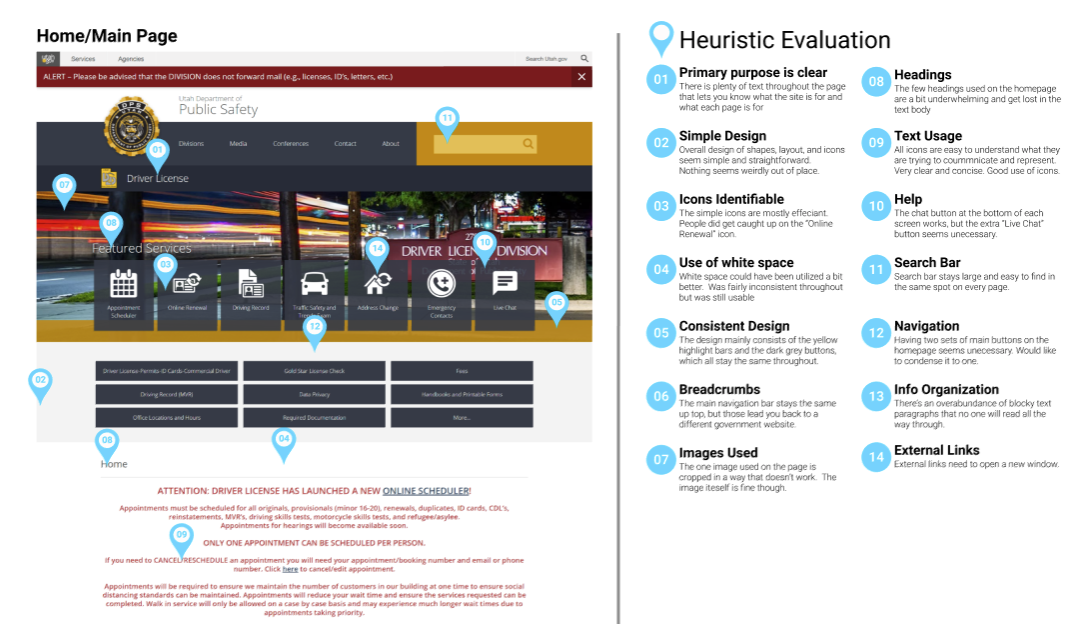 Home/Main Page
Services Agencies Search Utah.gov
ALERT – Please be advised that the DIVISION does not forward mail (e.g., licenses, ID's, letters, etc.)
Utah Department of
Public Safety
11
Divisions Media Conferences Contact About
01
Driver License
07
08
Featured Services
14
10
DRIVER LICENSE DIVISION
03
Appointment
Scheduler
Online Renewal
Driving Record
Traffic Safety and
Address Change
Emergency
Contacts
Live Chat
05
12
Driver License-Permits-ID Cards-Commercial Driver Gold Star License Check Fees
Driving Record (MVR) Data Privacy Handbooks and Printable Forms
Office Locations and Hours Required Documentation More...
02
08
04
Home
ATTENTION: DRIVER LICENSE HAS LAUNCHED A NEW ONLINE SCHEDULER!
Appointments must be scheduled for all originals, provisionals (minor 16-20), renewals, duplicates, ID cards, CDL's,
reinstatements, MVR's, driving skills tests, motorcycle skills tests, and refugee/asylee.
Appointments for hearings will become available soon.
09
ONLY ONE APPOINTMENT CAN BE SCHEDULED PER PERSON.
If you need to CANCEL/RESCHEDULE an appointment you will need your appointment/booking number and email or phone
number. Click here to cancel/edit appointment.
Appointments will be required to ensure we maintain the number of customers in our building at one time to ensure social
distancing standards can be maintained. Appointments will reduce your wait time and ensure the services requested can be
completed. Walk in service will only be allowed on a case by case basis and may experience much longer wait times due to
appointments taking priority.
Heuristic Evaluation
01 Primary purpose is clear
There is plenty of text throughout the page
that lets you know what the site is for and
what each page is for
02 Simple Design
Overall design of shapes, layout, and icons
seem simple and straightforward.
Nothing seems weirdly out of place.
03 Icons Identifiable
The simple icons are mostly effeciant.
People did get caught up on the "Online
Renewal" icon.
04 Use of white space
White space could have been utilized a bit
better. Was fairly inconsistent throughout
but was still usable
05 Consistent Design
The design mainly consists of the yellow
highlight bars and the dark grey buttons,
which all stay the same throughout.
06 Breadcrumbs
The main navigation bar stays the same
up top, but those lead you back to a
different government website.
07 Images Used
The one image used on the page is
cropped in a way that doesn't work. The
image iteself is fine though.
08 Headings
The few headings used on the homepage
are a bit underwhelming and get lost in the
text body
09 Text Usage
All icons are easy to understand what they
are trying to coummnicate and represent.
Very clear and concise. Good use of icons.
10 Help
The chat button at the bottom of each
screen works, but the extra "Live Chat"
button seems unecessary.
11 Search Bar
Search bar stays large and easy to find in
the same spot on every page.
12 Navigation
Having two sets of main buttons on the
homepage seems unecessary. Would like
to condense it to one.
13 Info Organization
There's an overabundance of blocky text
paragraphs that no one will read all the
way through.
14 External Links
External links need to open a new window.